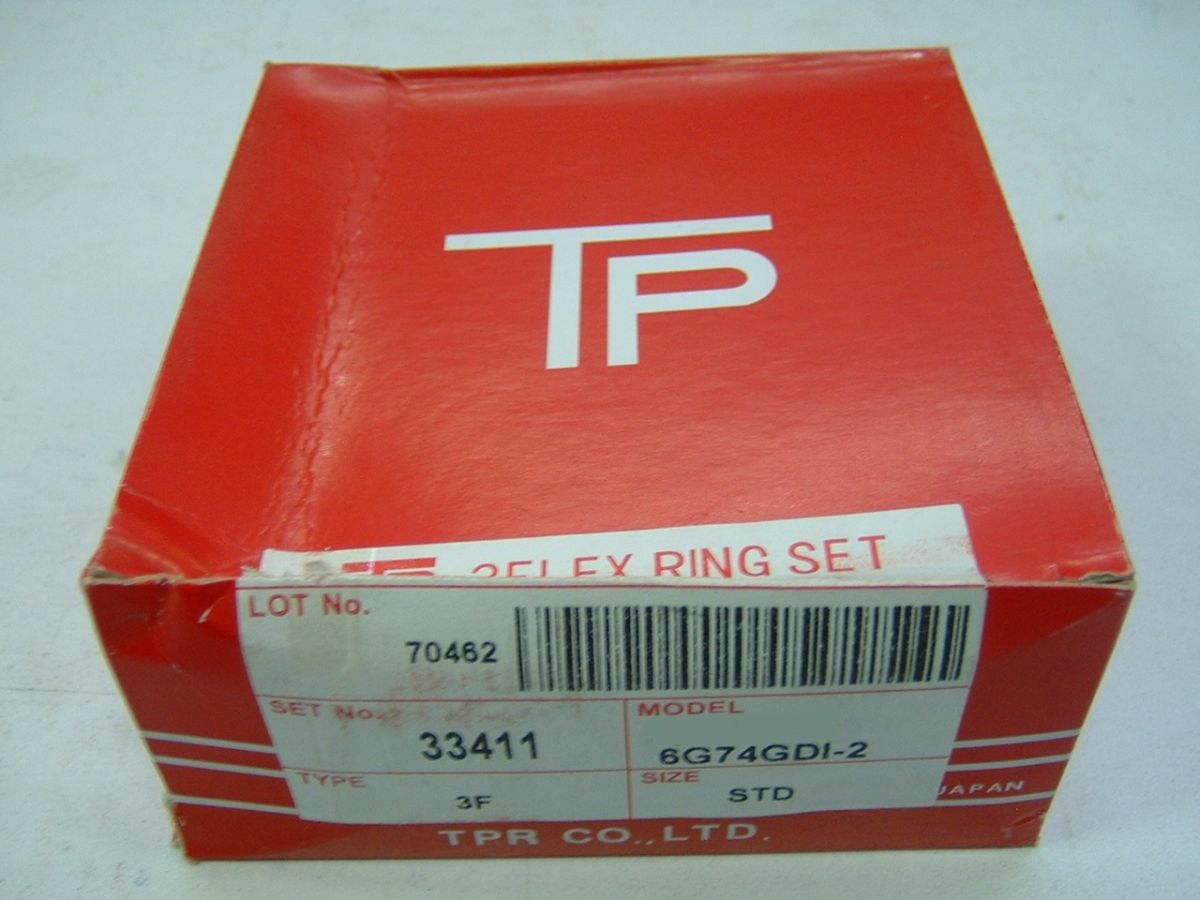 TP
TP 3FLEX RING SET
LOT No.
70462
SET No.
33411
MODEL
6G74GDI-2
TYPE
3F
SIZE
STD
JAPAN
TPR CO.,LTD.